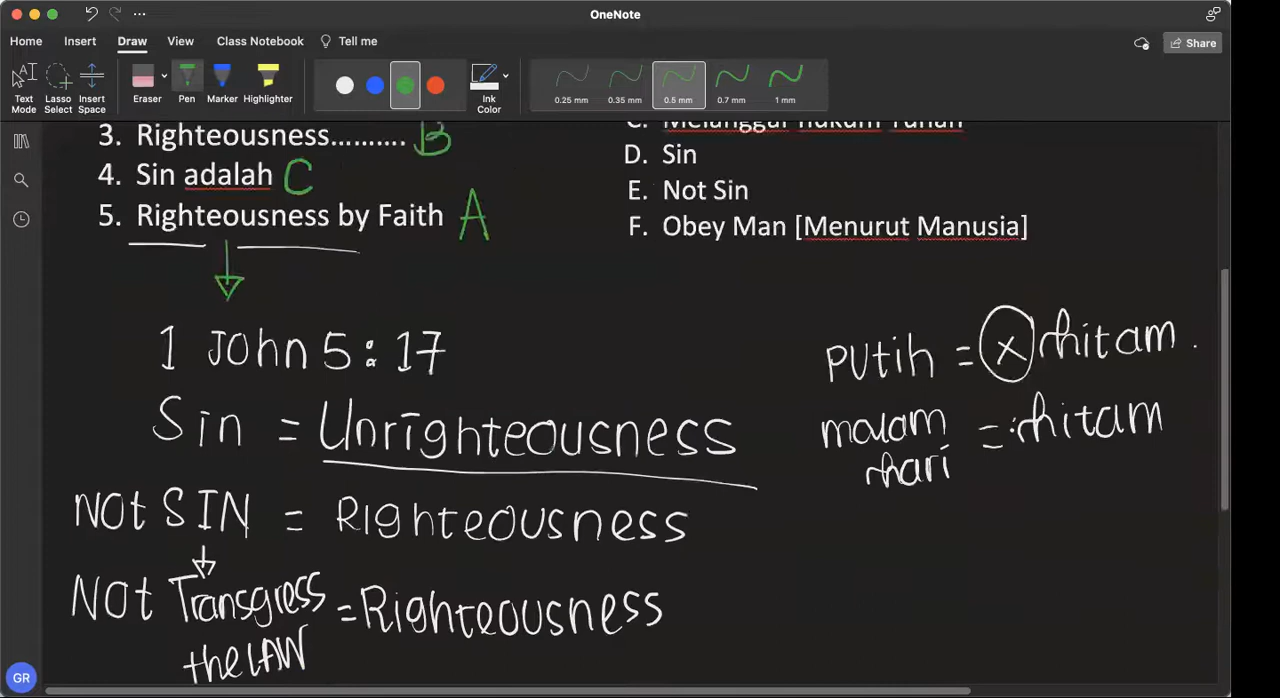 OneNote
Home Insert Draw View Class Notebook Tell me
Share
Text Mode
Lasso Select
Insert Space
Eraser
Pen
Marker
Highlighter
Ink Color
0.25 mm
0.35 mm
0.5 mm
0.7 mm
1 mm
3. Righteousness.......... B
4. Sin adalah C
5. Righteousness by Faith A
C. Melanggar hukum Tuhan
D. Sin
E. Not Sin
F. Obey Man [Menurut Manusia]
1 John 5:17
Sin = Unrighteousness
NOT SIN = Righteousness
NOT Transgress the LAW = Righteousness
PUtih = x hitam.
malam hari = hitam
GR